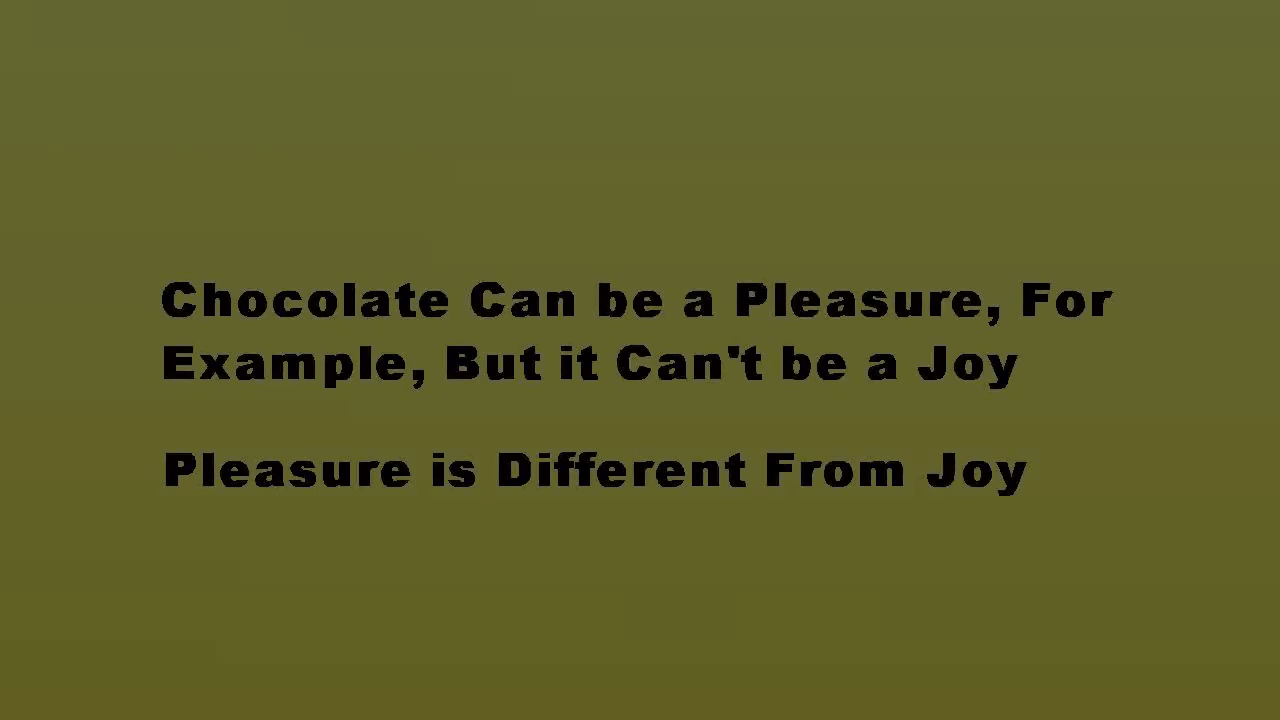 Chocolate Can be a Pleasure, For
Example, But it Can't be a Joy
Pleasure is Different From Joy